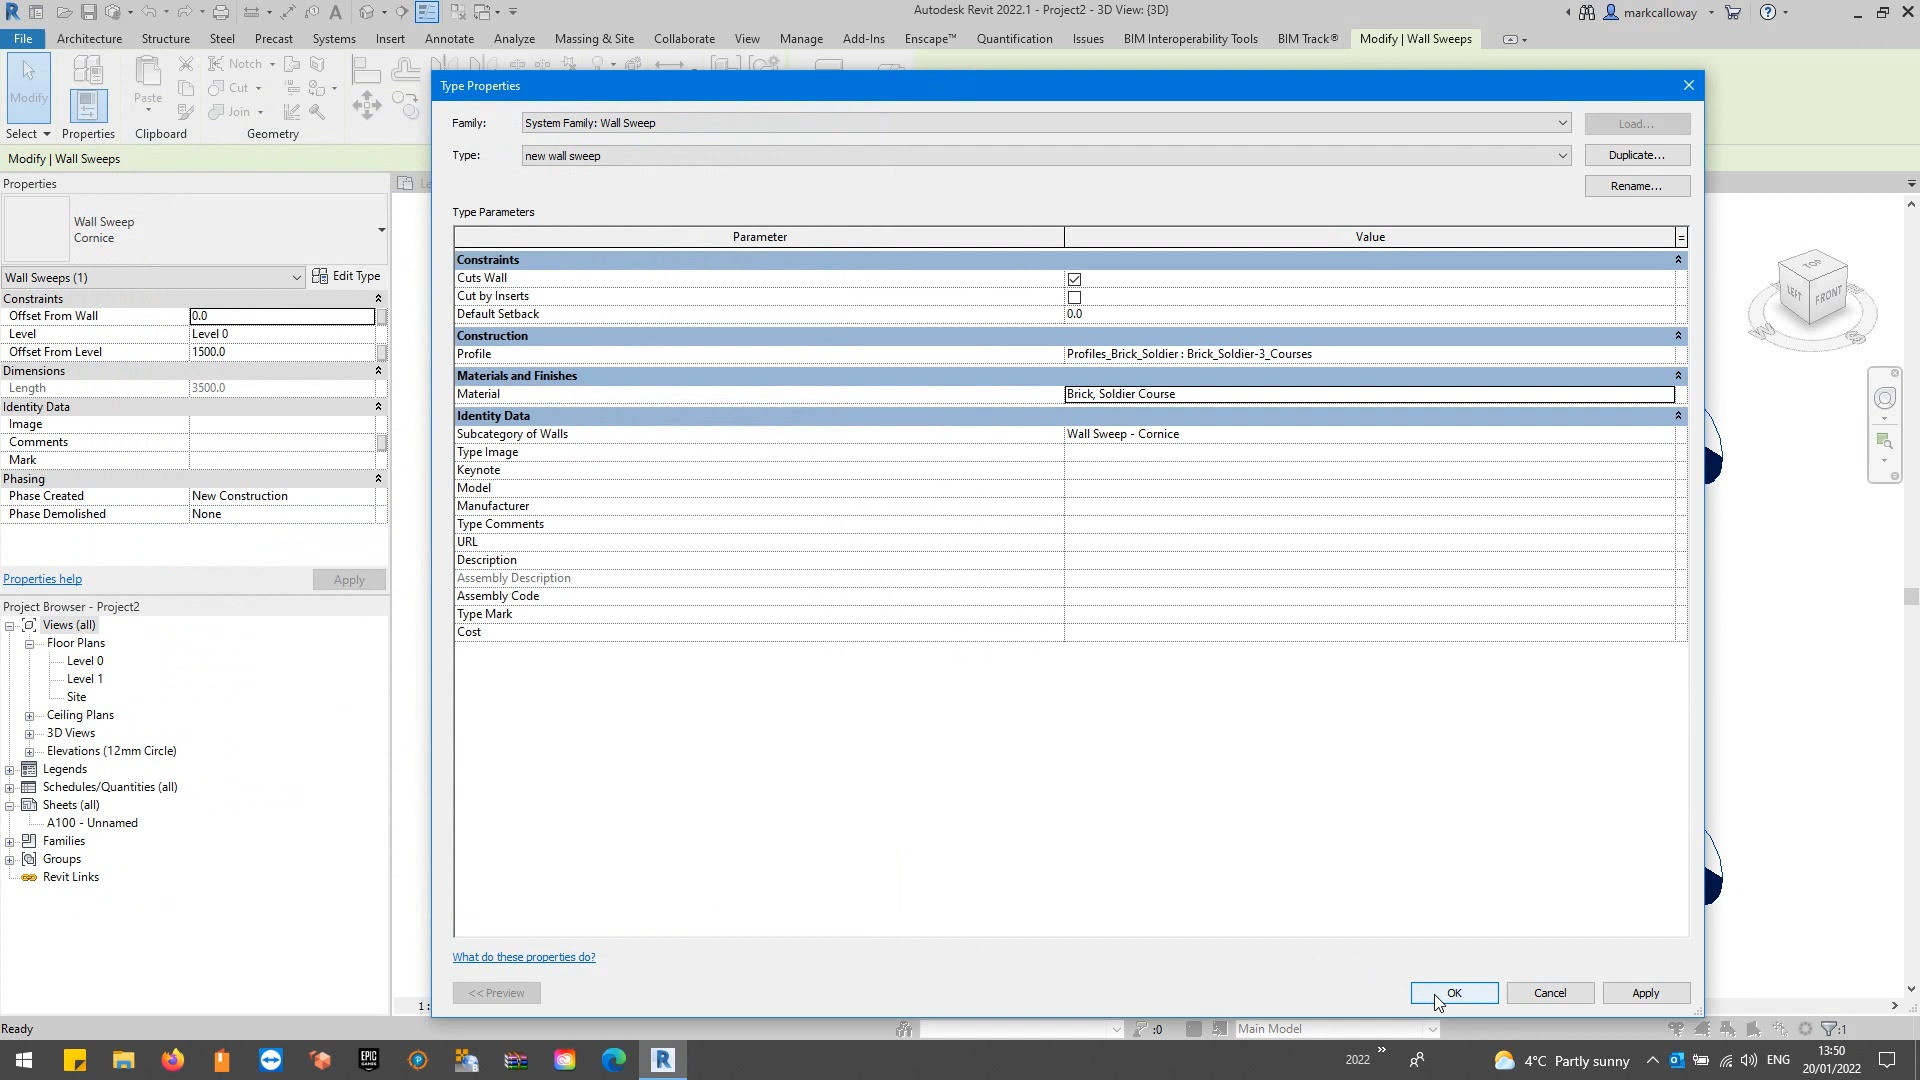 Autodesk Revit 2022.1 - Project2 - 3D View: {3D}
markcalloway
File Architecture Structure Steel Precast Systems Insert Annotate Analyze Massing & Site Collaborate View Manage Add-Ins Enscape™ Quantification Issues BIM Interoperability Tools BIM Track® Modify | Wall Sweeps
Modify
Paste
Notch
Cut
Join
Select Properties Clipboard Geometry
Modify | Wall Sweeps
Properties
Wall Sweep
Cornice
Wall Sweeps (1) Edit Type
Constraints
Offset From Wall 0.0
Level Level 0
Offset From Level 1500.0
Dimensions
Length 3500.0
Identity Data
Image
Comments
Mark
Phasing
Phase Created New Construction
Phase Demolished None
Properties help Apply
Project Browser - Project2
Views (all)
Floor Plans
Level 0
Level 1
Site
Ceiling Plans
3D Views
Elevations (12mm Circle)
Legends
Schedules/Quantities (all)
Sheets (all)
A100 - Unnamed
Families
Groups
Revit Links
Type Properties
Family: System Family: Wall Sweep Load...
Type: new wall sweep Duplicate...
Rename...
Type Parameters
Parameter Value =
Constraints
Cuts Wall
Cut by Inserts
Default Setback 0.0
Construction
Profile Profiles_Brick_Soldier : Brick_Soldier-3_Courses
Materials and Finishes
Material Brick, Soldier Course
Identity Data
Subcategory of Walls Wall Sweep - Cornice
Type Image
Keynote
Model
Manufacturer
Type Comments
URL
Description
Assembly Description
Assembly Code
Type Mark
Cost
What do these properties do?
<< Preview OK Cancel Apply
TOP
LEFT FRONT
W S
1 :
Ready :0 Main Model :1
EPIC GAMES
2022 4°C Partly sunny ENG
13:50
20/01/2022